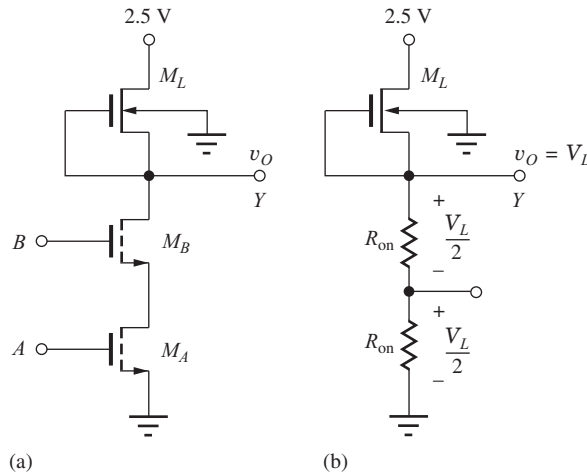 2.5 V
M_L
v_O
Y
B
M_B
A
M_A
(a)
2.5 V
M_L
v_O = V_L
Y
+
R_on
V_L
2
–
+
R_on
V_L
2
–
(b)